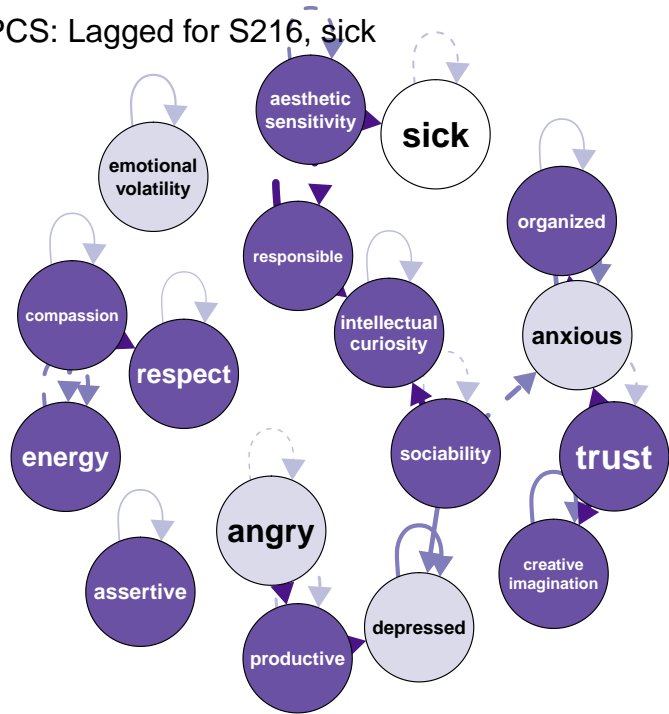 PCS: Lagged for S216, sick
aesthetic
sensitivity
sick
emotional
volatility
organized
responsible
compassion
intellectual
curiosity
anxious
respect
energy
sociability
trust
angry
creative
imagination
assertive
depressed
productive